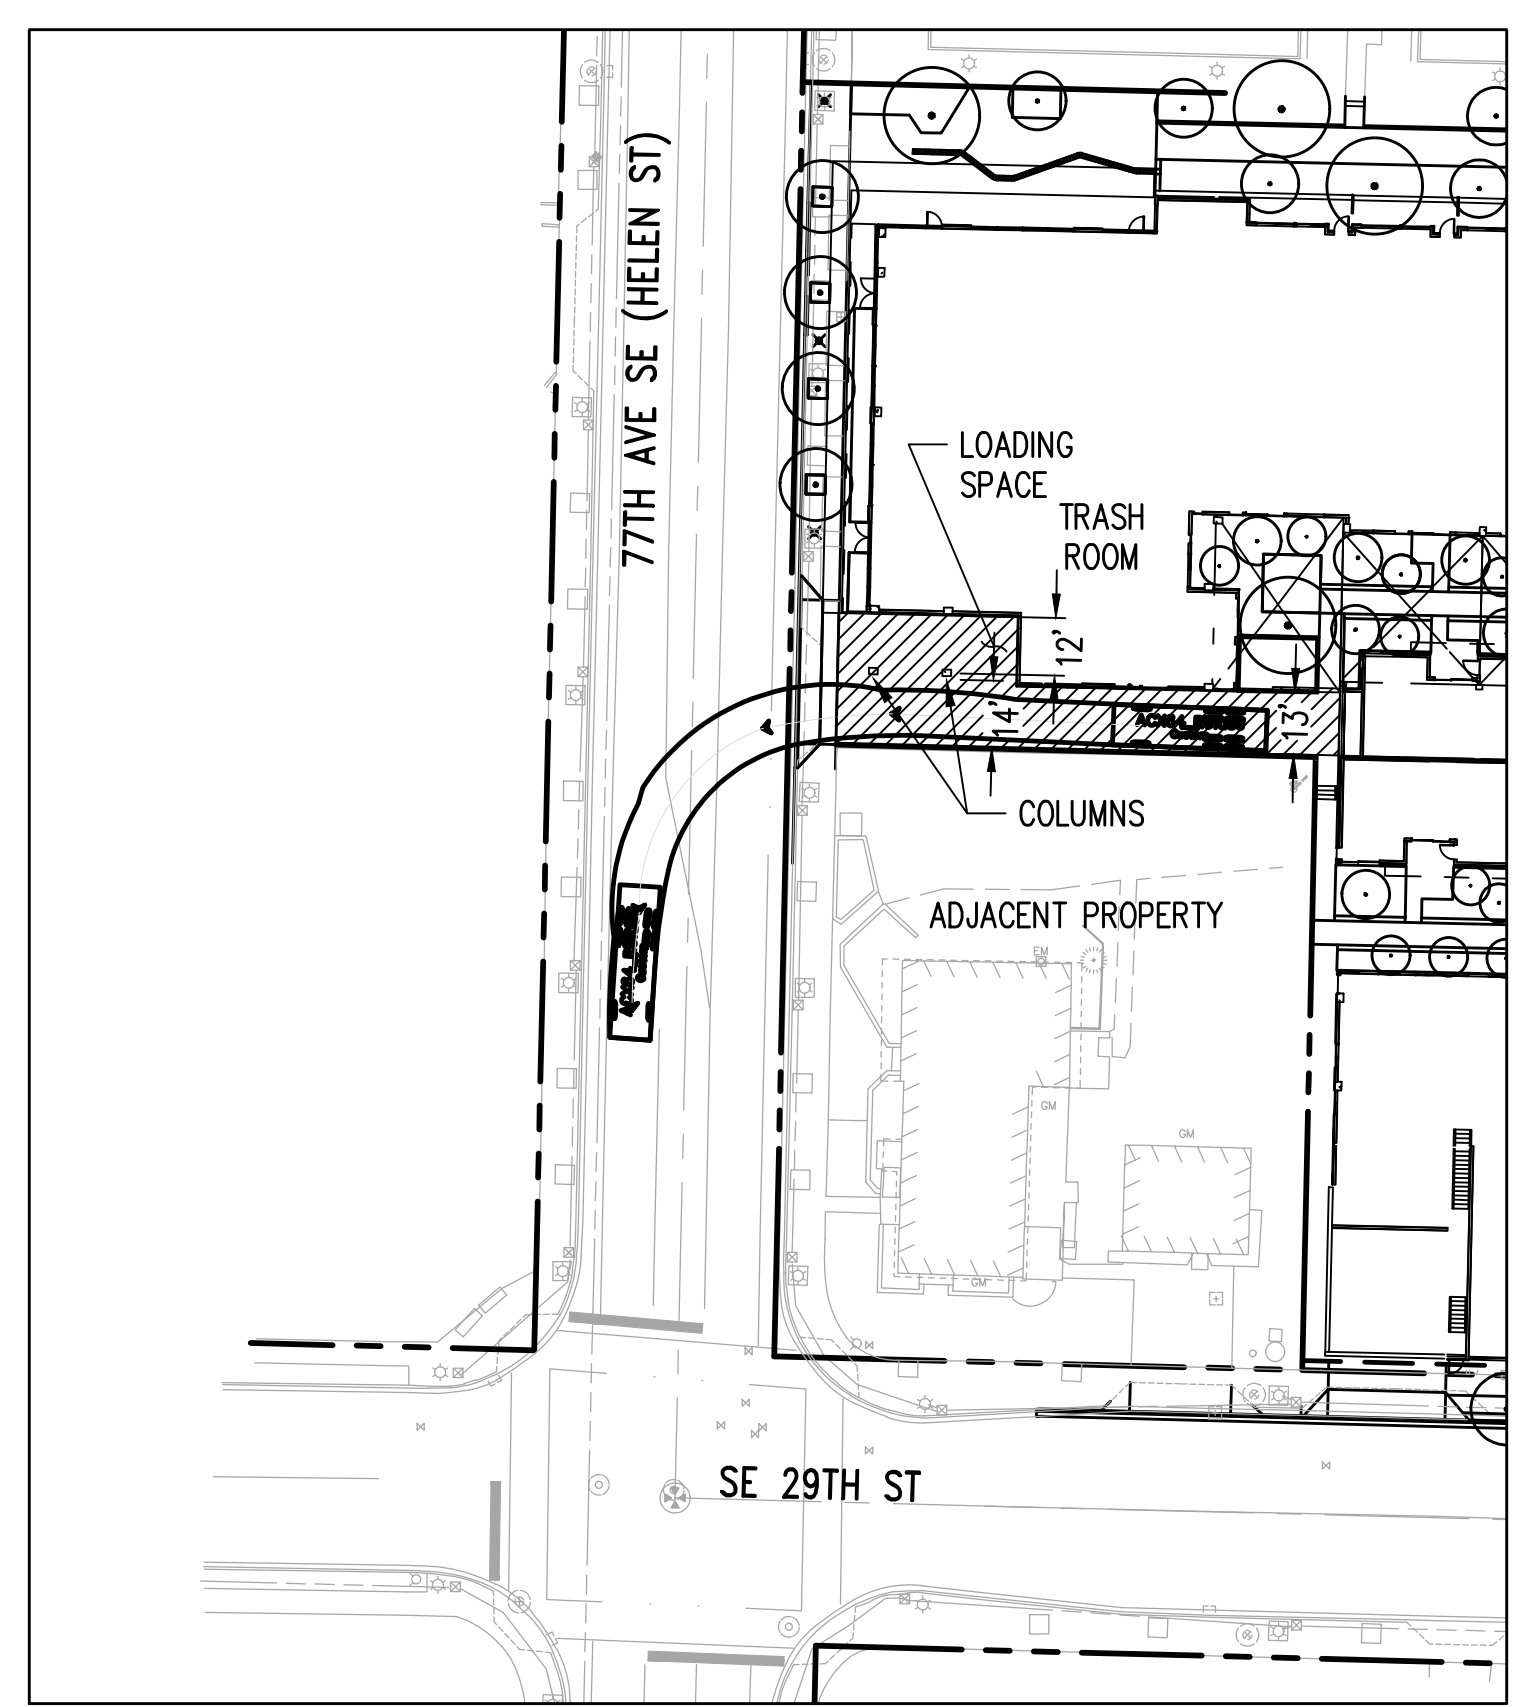 77TH AVE SE (HELEN ST)
LOADING
SPACE
TRASH
ROOM
12'
14'
13'
COLUMNS
ADJACENT PROPERTY
EM
GM
GM
GM
SE 29TH ST